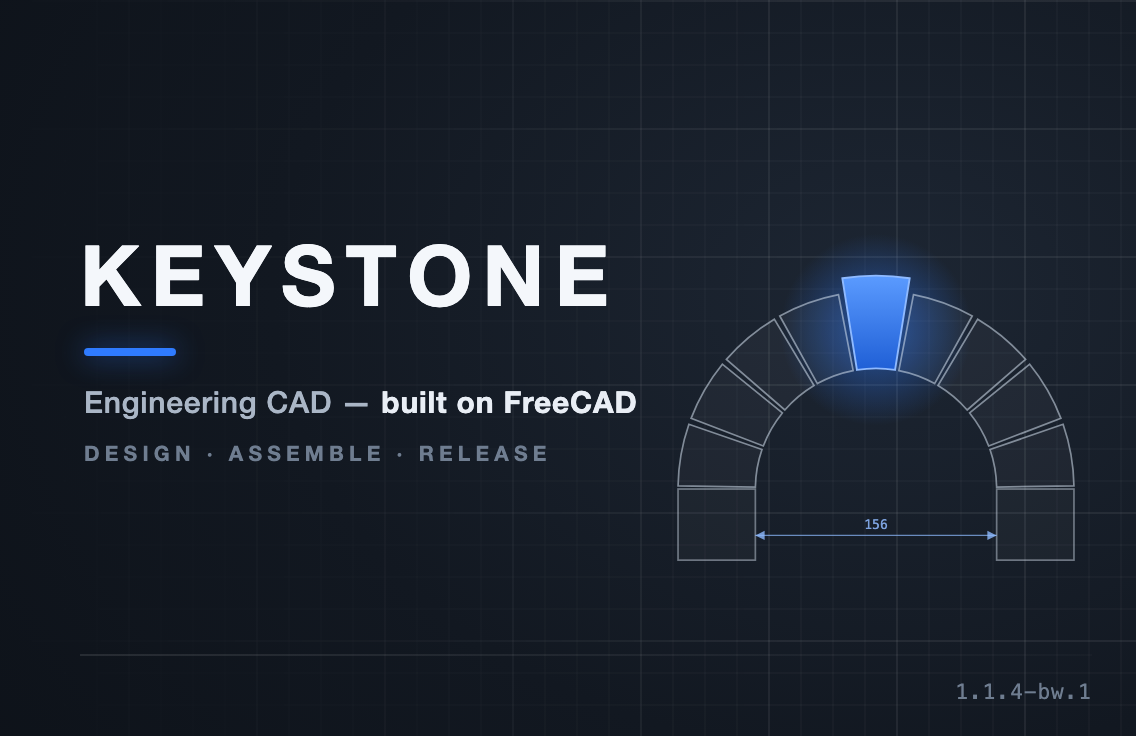 KEYSTONE
Engineering CAD — built on FreeCAD
DESIGN · ASSEMBLE · RELEASE
156
1.1.4-bw.1